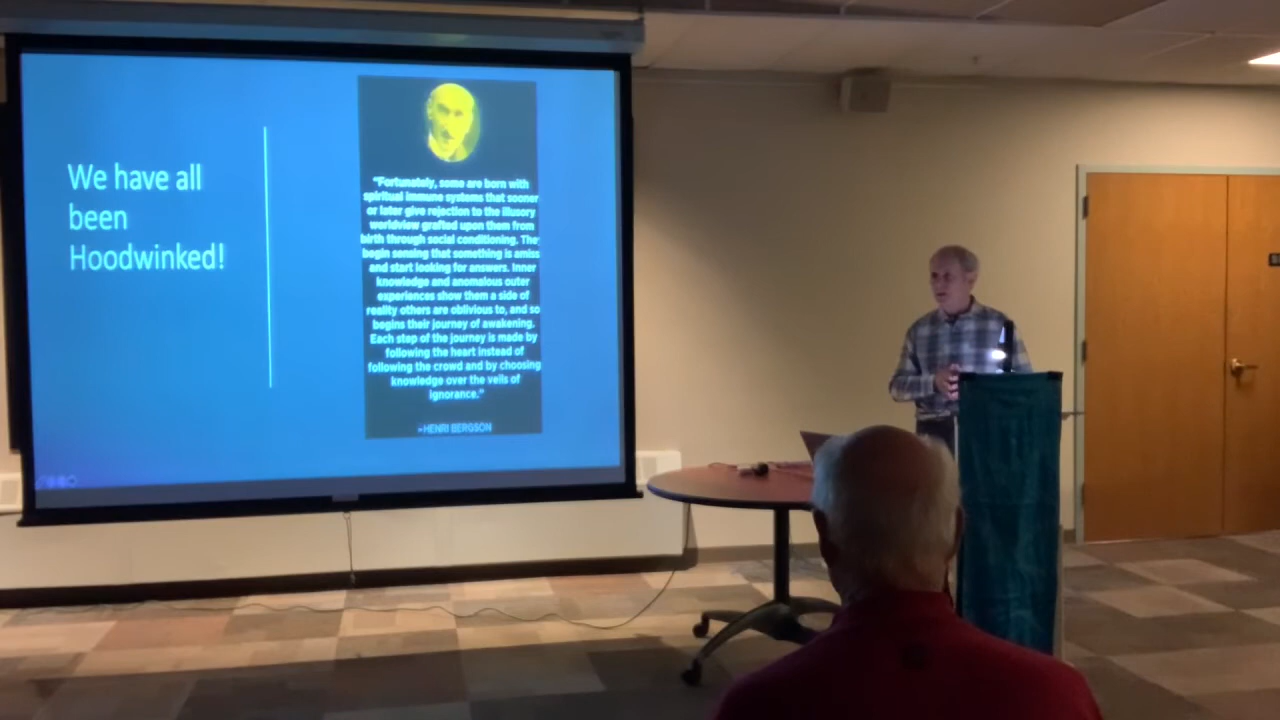 We have all
been
Hoodwinked!
"Fortunately, some are born with
spiritual immune systems that sooner
or later give rejection to the illusory
worldview grafted upon them from
birth through social conditioning. They
begin sensing that something is amiss
and start looking for answers. Inner
knowledge and anomalous outer
experiences show them a side of
reality others are oblivious to, and so
begins their journey of awakening.
Each step of the journey is made by
following the heart instead of
following the crowd and by choosing
knowledge over the veils of
ignorance."
~HENRI BERGSON